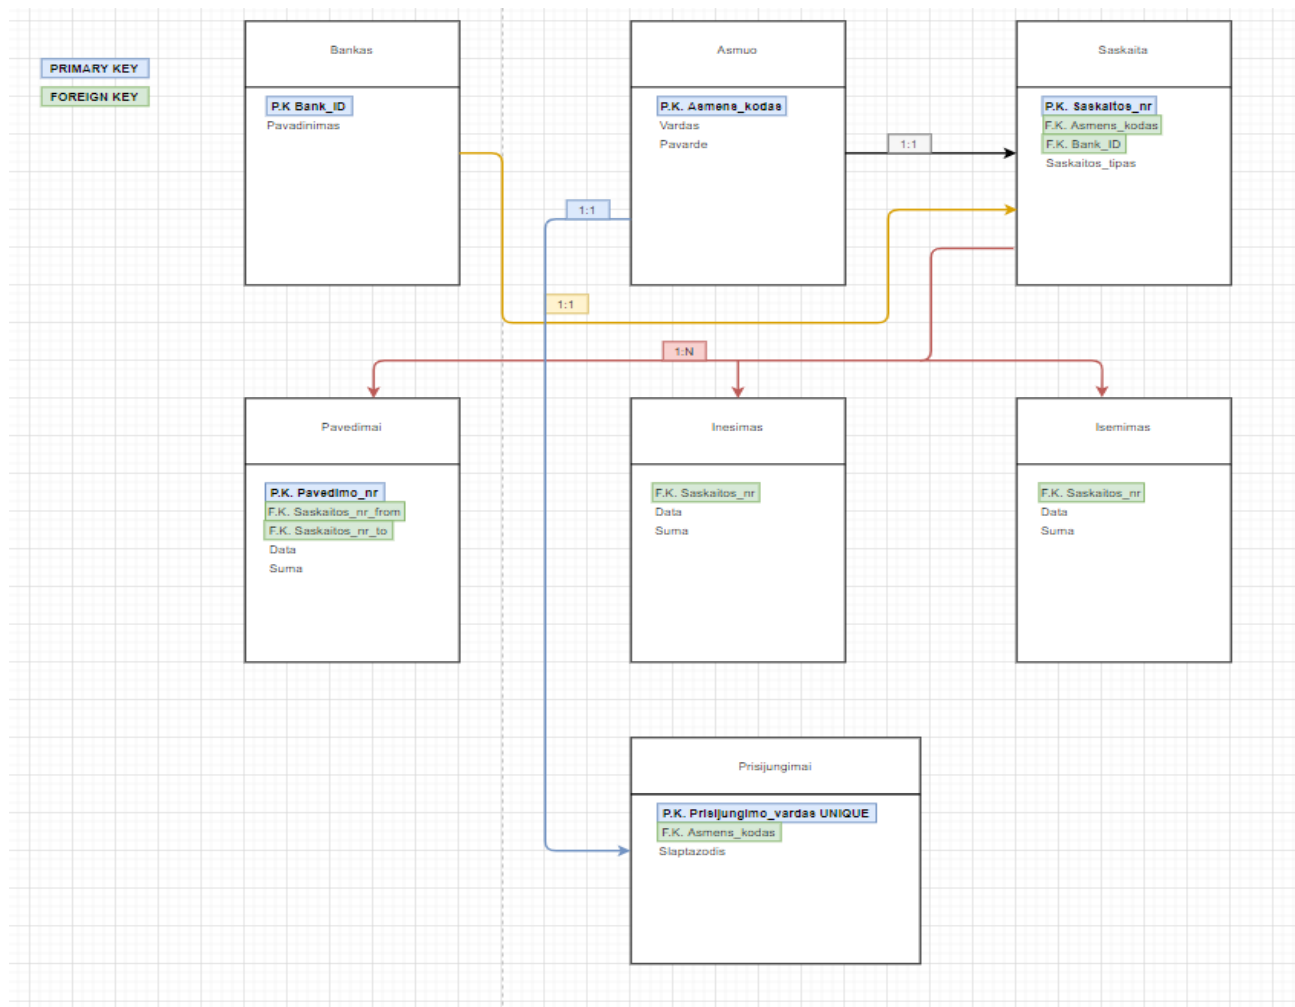 PRIMARY KEY
FOREIGN KEY
Bankas
P.K Bank_ID
Pavadinimas
Asmuo
P.K. Asmens_kodas
Vardas
Pavarde
Saskaita
P.K. Saskaitos_nr
F.K. Asmens_kodas
F.K. Bank_ID
Saskaitos_tipas
1:1
1:1
1:1
1:N
Pavedimai
P.K. Pavedimo_nr
F.K. Saskaitos_nr_from
F.K. Saskaitos_nr_to
Data
Suma
Inesimas
F.K. Saskaitos_nr
Data
Suma
Isemimas
F.K. Saskaitos_nr
Data
Suma
Prisijungimai
P.K. Prisijungimo_vardas UNIQUE
F.K. Asmens_kodas
Slaptazodis